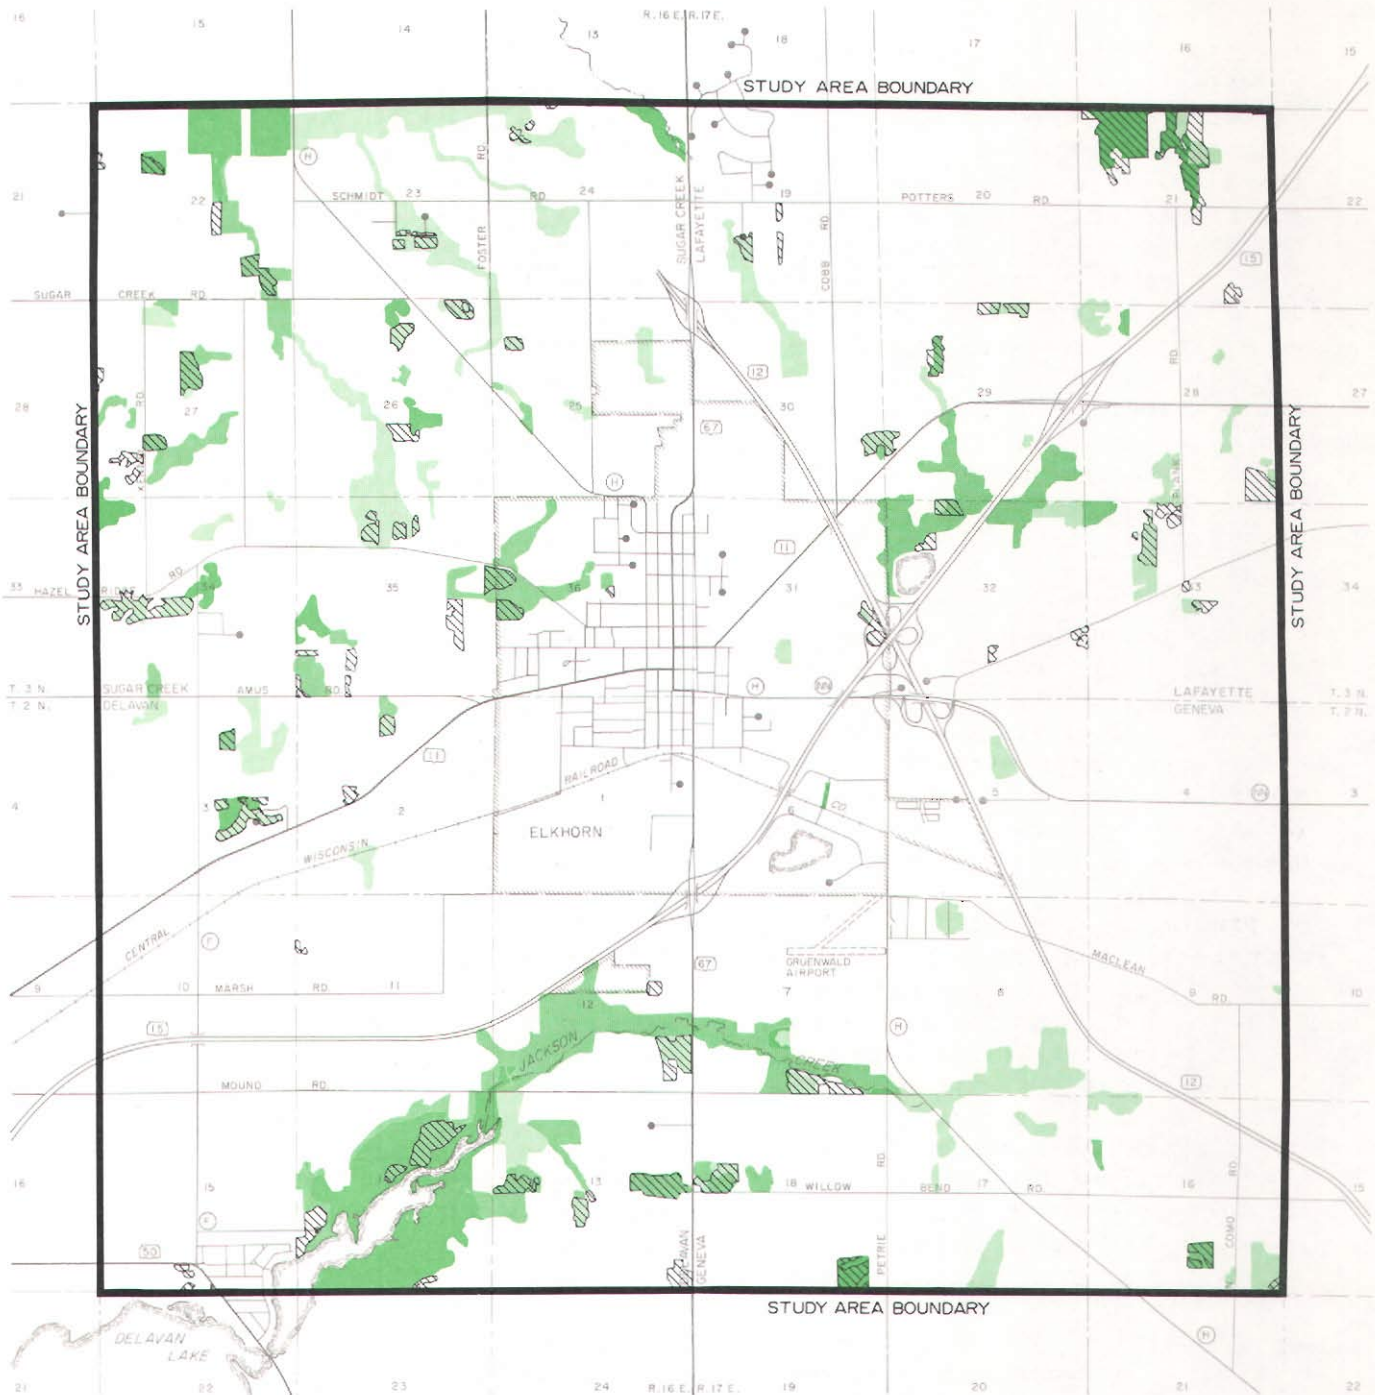 R. 16 E. R. 17 E.
16
15
14
13
18
17
16
15
STUDY AREA BOUNDARY
H
RD
21
22
SCHMIDT
23
RD
24
SUGAR CREEK
LAFAYETTE
19
RD
POTTERS
20
RD.
21
22
FOSTER
COBB
15
SUGAR
CREEK
RD
12
RD.
28
RD
27
26
25
67
30
29
28
27
STUDY AREA BOUNDARY
STUDY AREA BOUNDARY
H
11
33
HAZEL
RIDGE
RD
34
35
36
31
32
33
34
T. 3 N.
T. 2 N.
SUGAR CREEK
DELAVAN
AMUS
RD.
H
NN
LAFAYETTE
GENEVA
T. 3 N.
T. 2 N.
11
RAILROAD
4
3
2
1
6
CO
5
4
NN
3
ELKHORN
WISCONSIN
CENTRAL
F
67
GRUENWALD
AIRPORT
MACLEAN
9
10
MARSH
RD.
11
12
7
8
9
RD.
10
15
H
JACKSON
CREEK
MOUND
RD.
12
RD
RD
16
15
13
18
WILLOW
BEND
17
RD.
16
15
F
50
GENEVA
PETRIE
COMO
N.
STUDY AREA BOUNDARY
DELAVAN
LAKE
H
21
22
23
24
R. 16 E. R. 17 E.
19
20
21
22